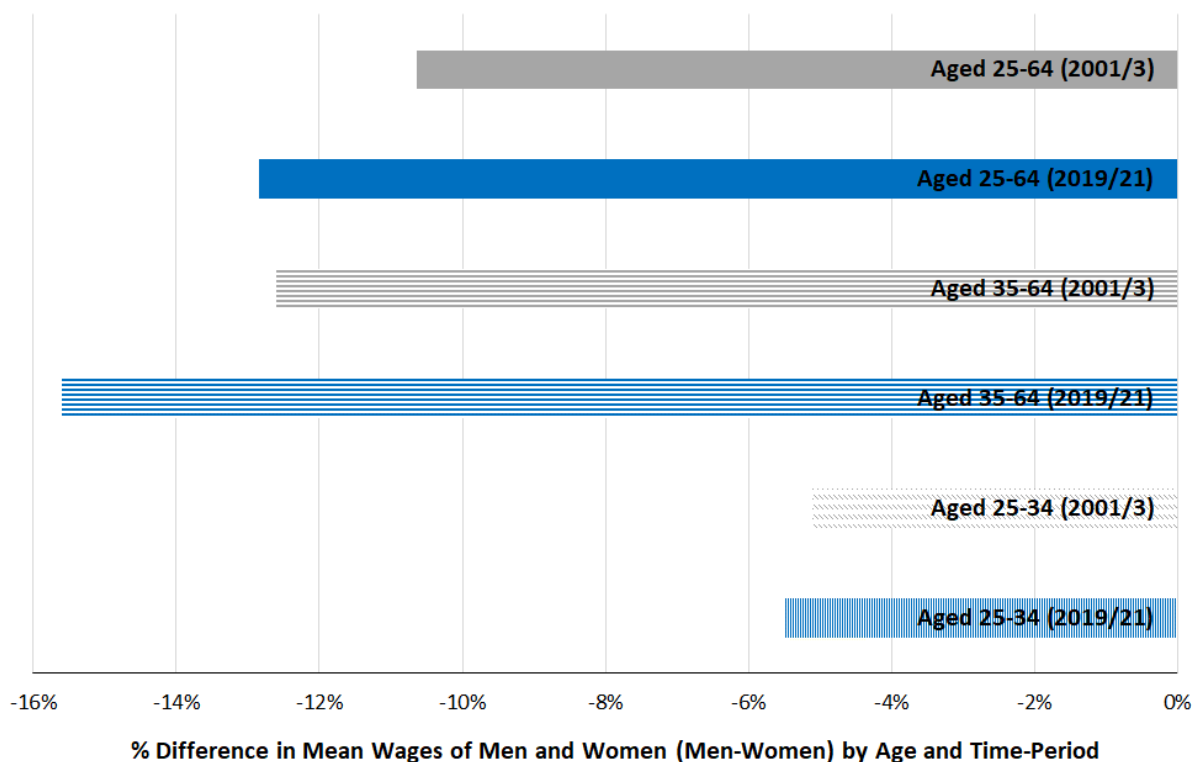 Aged 25-64 (2001/3)
Aged 25-64 (2019/21)
Aged 35-64 (2001/3)
Aged 35-64 (2019/21)
Aged 25-34 (2001/3)
Aged 25-34 (2019/21)
-16% -14% -12% -10% -8% -6% -4% -2% 0%
% Difference in Mean Wages of Men and Women (Men-Women) by Age and Time-Period